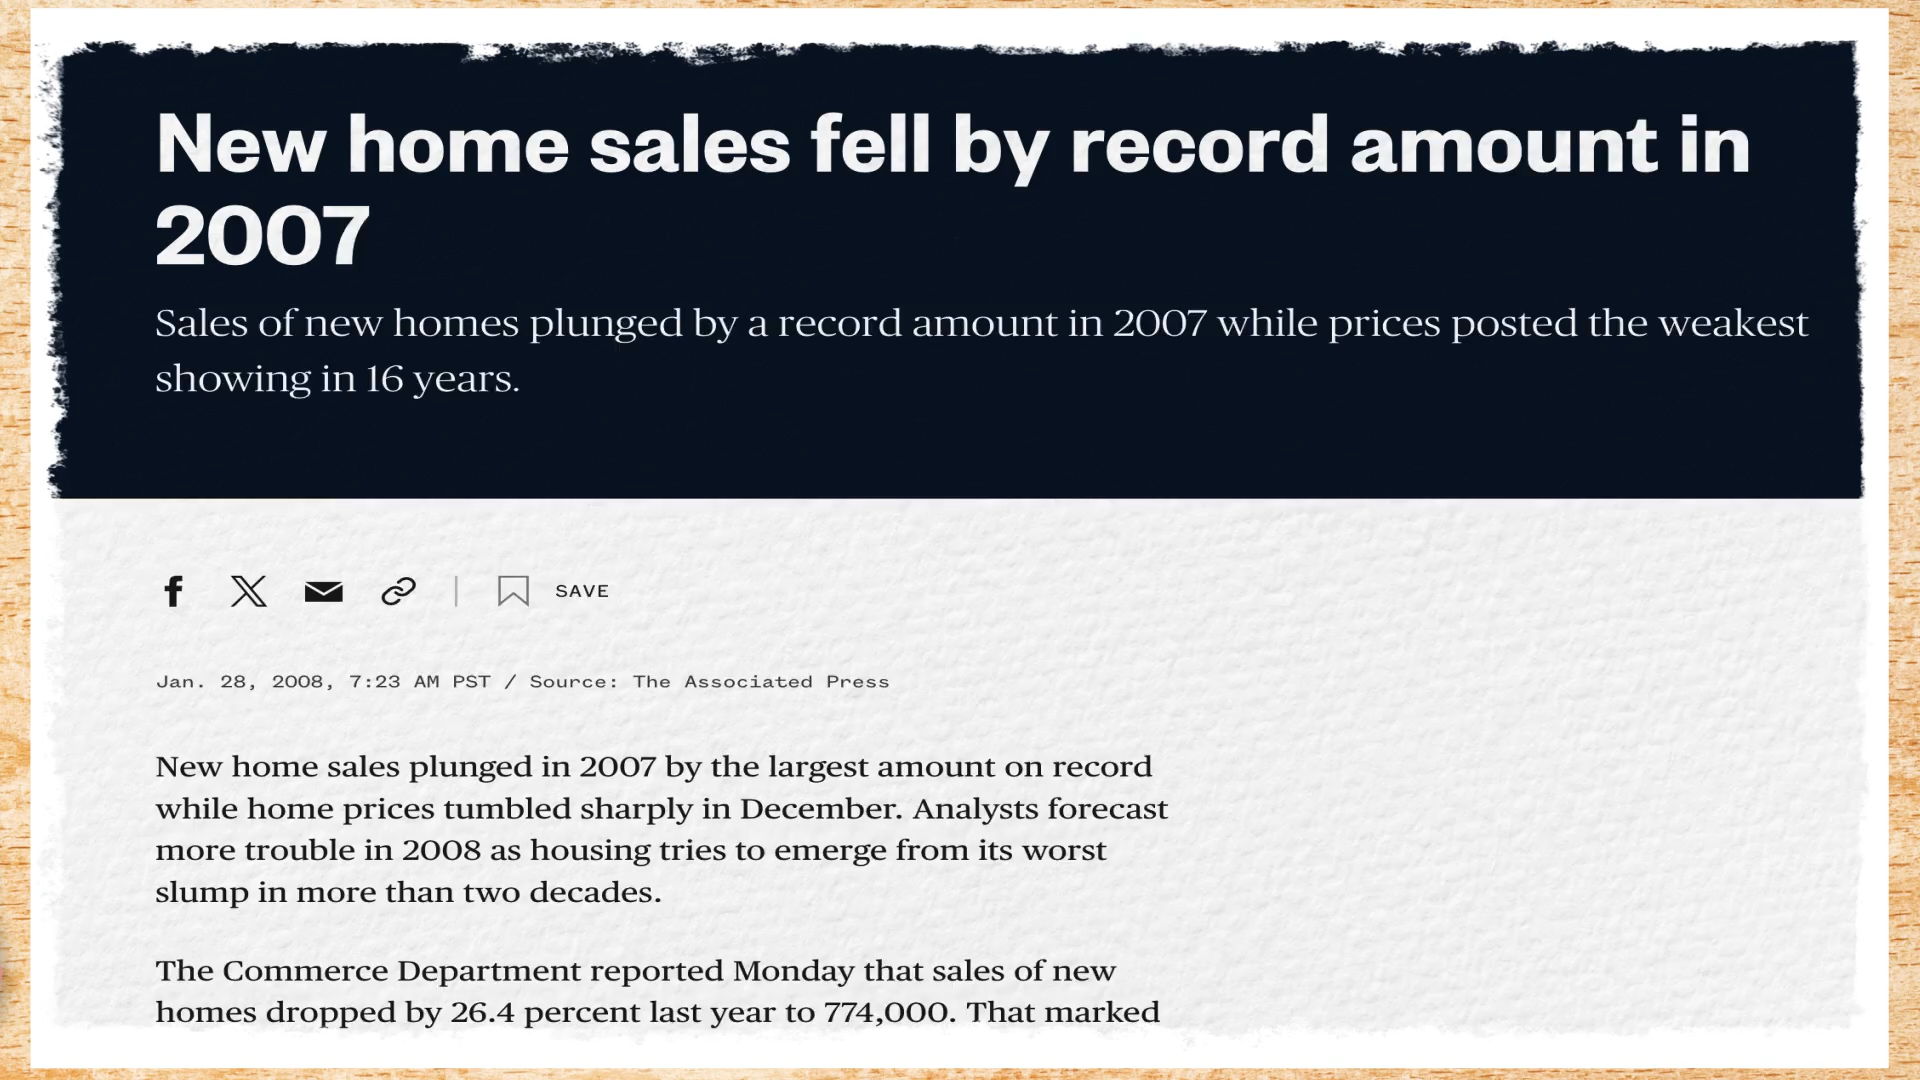 New home sales fell by record amount in
2007
Sales of new homes plunged by a record amount in 2007 while prices posted the weakest
showing in 16 years.
SAVE
Jan. 28, 2008, 7:23 AM PST / Source: The Associated Press
New home sales plunged in 2007 by the largest amount on record
while home prices tumbled sharply in December. Analysts forecast
more trouble in 2008 as housing tries to emerge from its worst
slump in more than two decades.
The Commerce Department reported Monday that sales of new
homes dropped by 26.4 percent last year to 774,000. That marked